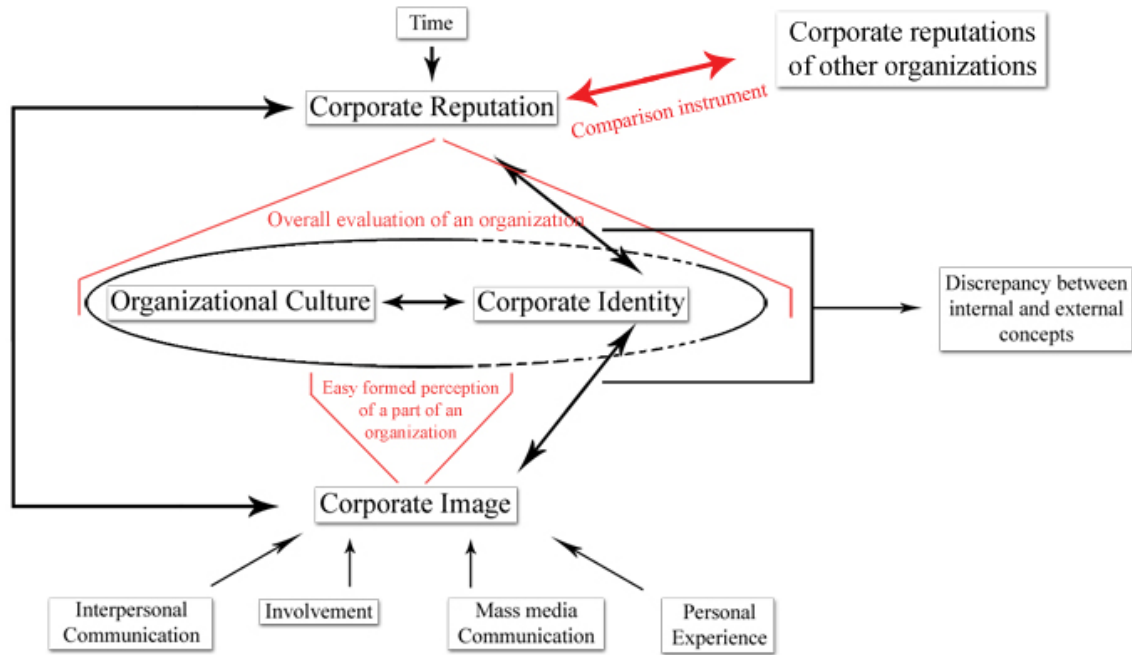 Time
Corporate reputations
of other organizations
Corporate Reputation
Comparison instrument
Overall evaluation of an organization
Organizational Culture
Corporate Identity
Discrepancy between
internal and external
concepts
Easy formed perception
of a part of an
organization
Corporate Image
Interpersonal
Communication
Involvement
Mass media
Communication
Personal
Experience